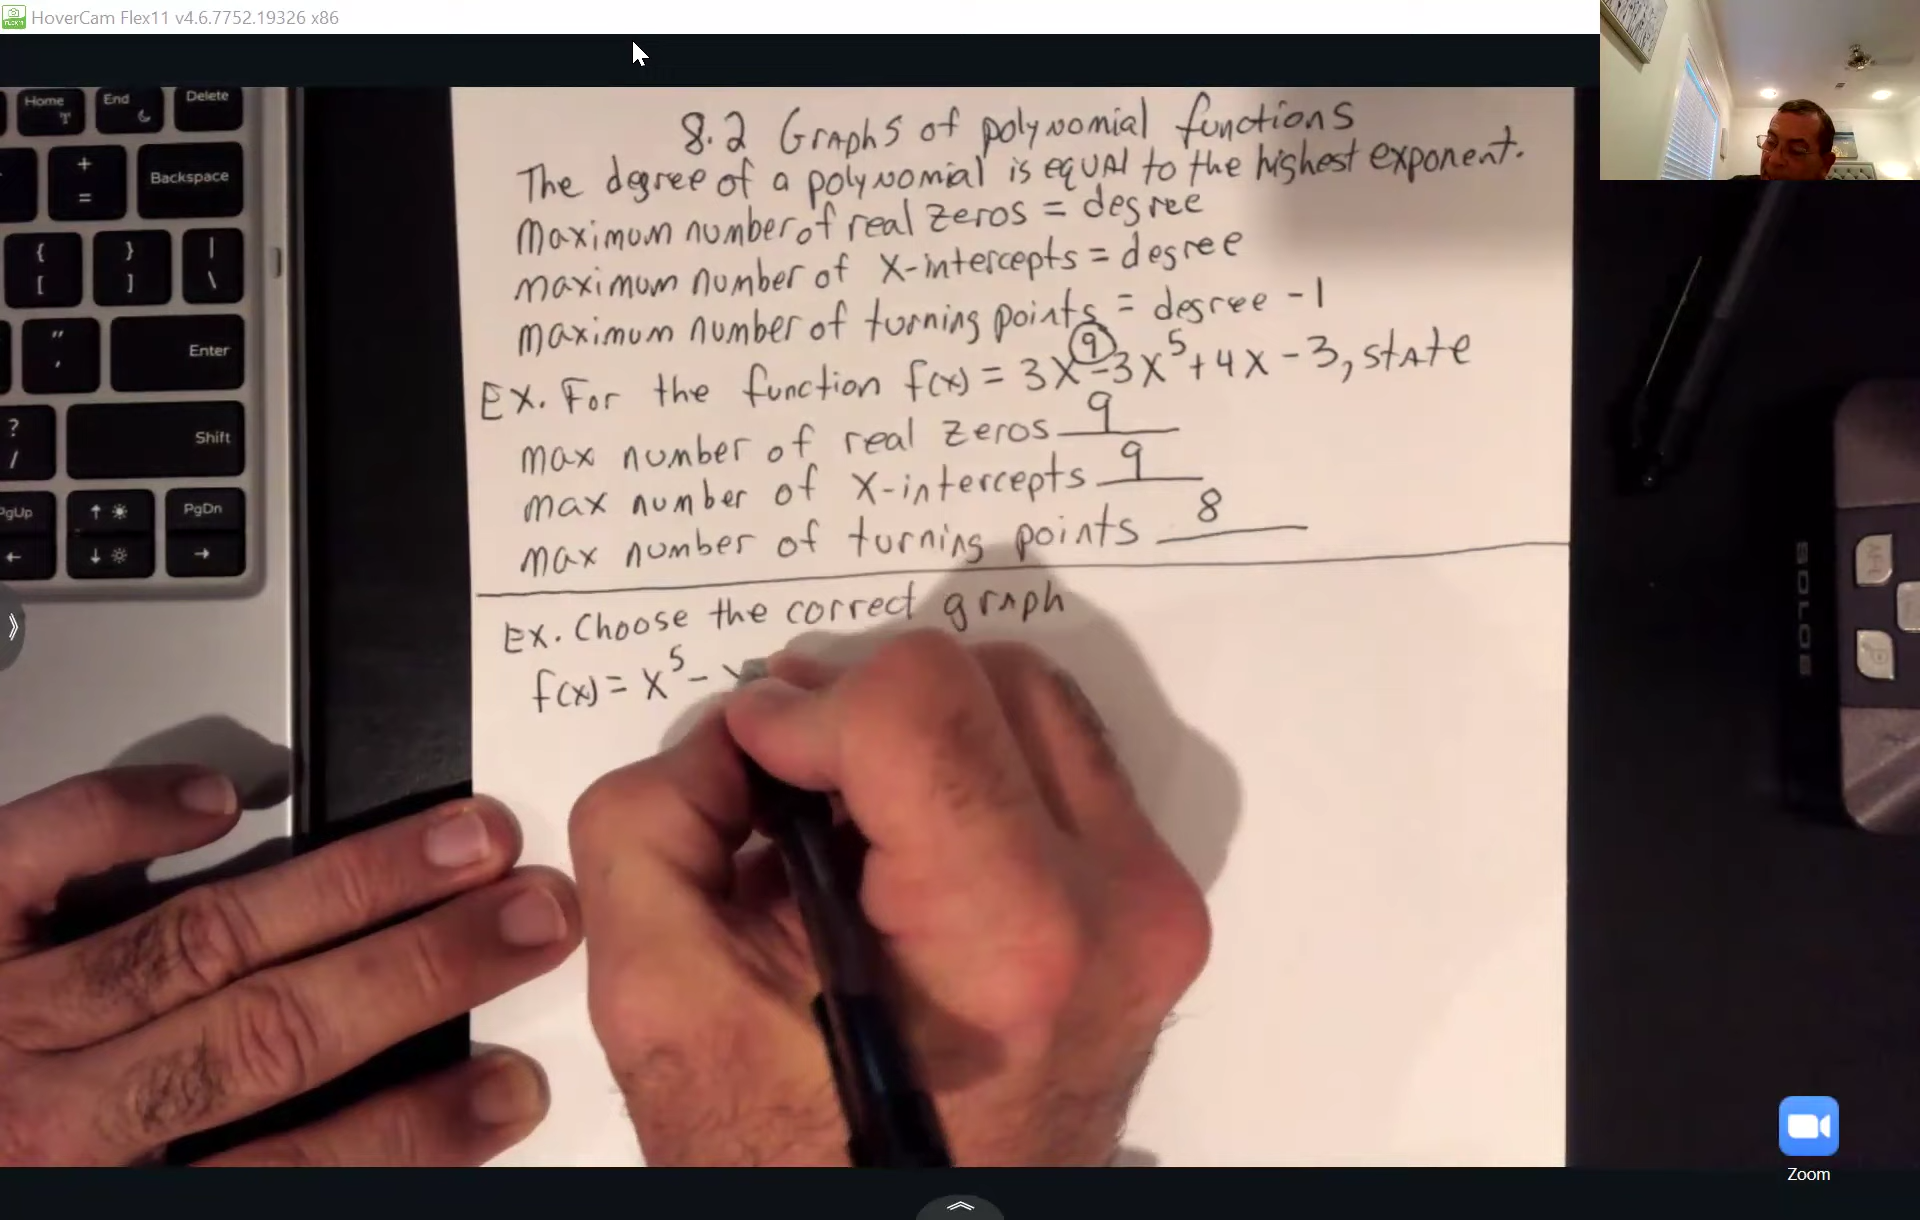 HoverCam Flex11 v4.6.7752.19326 x86
8.2 Graphs of polynomial functions
The degree of a polynomial is equal to the highest exponent.
maximum number of real zeros = degree
maximum number of x-intercepts = degree
maximum number of turning points = degree -1
Ex. For the function f(x) = 3x⁹-3x⁵+4x-3, state
max number of real zeros 9
max number of x-intercepts 9
max number of turning points 8
Ex. Choose the correct graph
f(x) = x⁵ -
Home
End
Delete
+
=
Backspace
{
[
}
]
|
\
"
'
Enter
?
/
Shift
PgUp
PgDn
←
↑
↓
→
SOLO®
Zoom